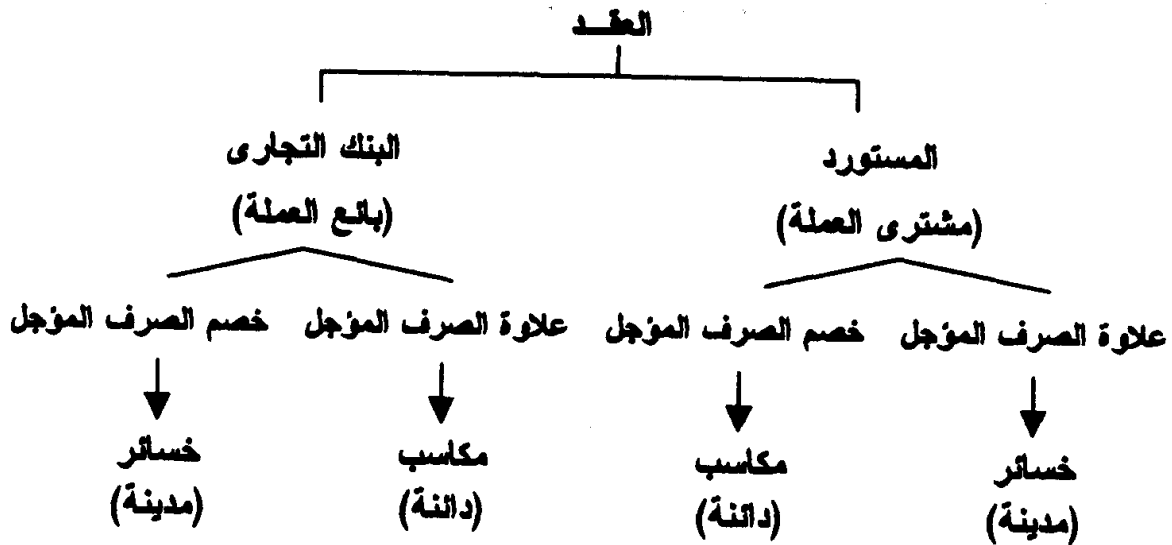 العقـــد
المستورد
(مشترى العملة)
البنك التجارى
(بائع العملة)
علاوة الصرف المؤجل
خصم الصرف المؤجل
علاوة الصرف المؤجل
خصم الصرف المؤجل
خسائر
(مدينة)
مكاسب
(دائنة)
مكاسب
(دائنة)
خسائر
(مدينة)